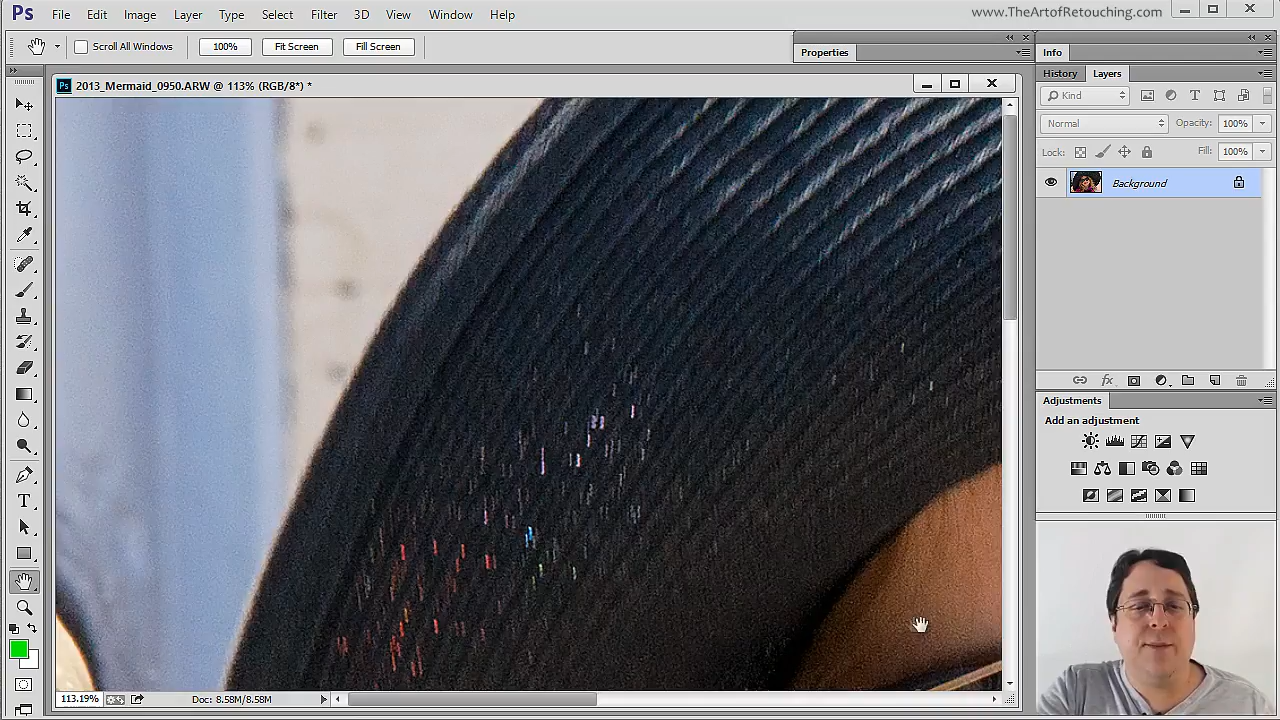 Ps File Edit Image Layer Type Select Filter 3D View Window Help www.TheArtofRetouching.com
Scroll All Windows 100% Fit Screen Fill Screen
Properties
Info
2013_Mermaid_0950.ARW @ 113% (RGB/8*) *
History Layers
Kind
Normal Opacity: 100%
Lock: Fill: 100%
Background
Adjustments
Add an adjustment
113.19% Doc: 8.58M/8.58M